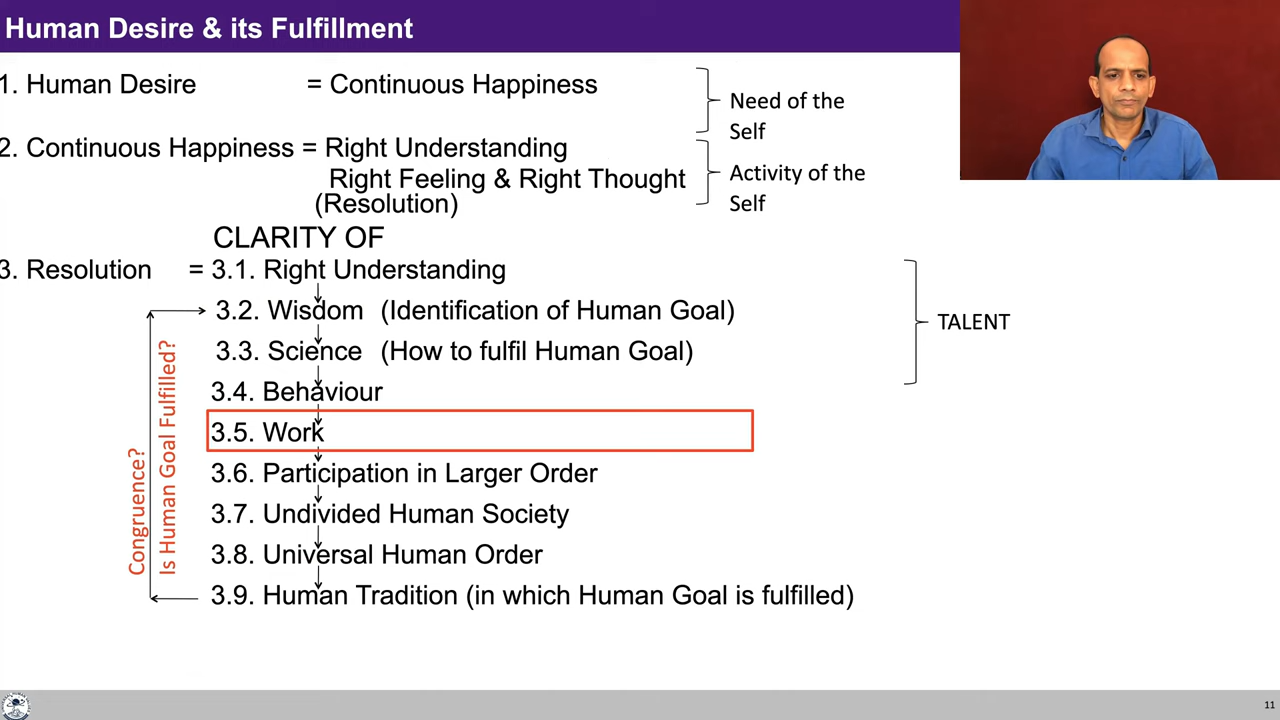 Human Desire & its Fulfillment
1. Human Desire = Continuous Happiness
Need of the
Self
2. Continuous Happiness = Right Understanding
Right Feeling & Right Thought
(Resolution)
Activity of the
Self
CLARITY OF
3. Resolution = 3.1. Right Understanding
3.2. Wisdom (Identification of Human Goal)
3.3. Science (How to fulfil Human Goal)
TALENT
3.4. Behaviour
3.5. Work
3.6. Participation in Larger Order
3.7. Undivided Human Society
3.8. Universal Human Order
3.9. Human Tradition (in which Human Goal is fulfilled)
Congruence?
Is Human Goal Fulfilled?
11